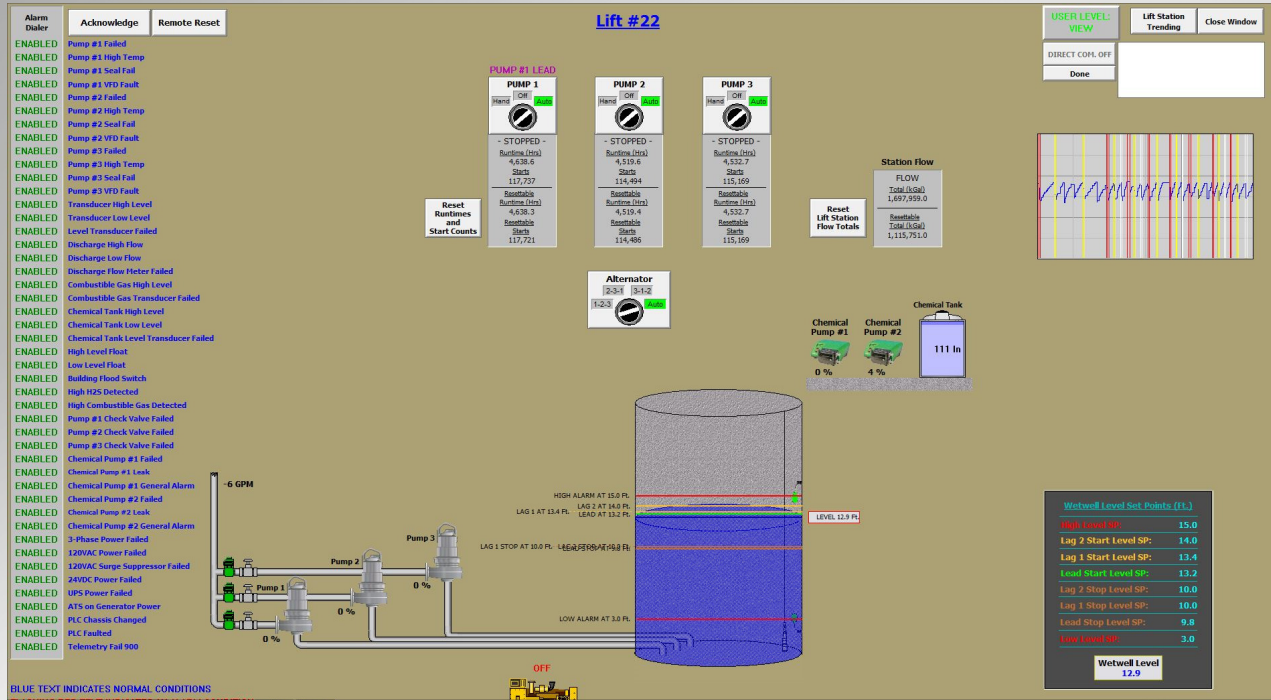 Alarm
Dialer
Acknowledge
Remote Reset
Lift #22
USER LEVEL:
VIEW
Lift Station
Trending
Close Window
DIRECT COM. OFF
Done
ENABLED Pump #1 Failed
ENABLED Pump #1 High Temp
ENABLED Pump #1 Seal Fail
ENABLED Pump #1 VFD Fault
ENABLED Pump #2 Failed
ENABLED Pump #2 High Temp
ENABLED Pump #2 Seal Fail
ENABLED Pump #2 VFD Fault
ENABLED Pump #3 Failed
ENABLED Pump #3 High Temp
ENABLED Pump #3 Seal Fail
ENABLED Pump #3 VFD Fault
ENABLED Transducer High Level
ENABLED Transducer Low Level
ENABLED Level Transducer Failed
ENABLED Discharge High Flow
ENABLED Discharge Low Flow
ENABLED Discharge Flow Meter Failed
ENABLED Combustible Gas High Level
ENABLED Combustible Gas Transducer Failed
ENABLED Chemical Tank High Level
ENABLED Chemical Tank Low Level
ENABLED Chemical Tank Level Transducer Failed
ENABLED High Level Float
ENABLED Low Level Float
ENABLED Building Flood Switch
ENABLED High H2S Detected
ENABLED High Combustible Gas Detected
ENABLED Pump #1 Check Valve Failed
ENABLED Pump #2 Check Valve Failed
ENABLED Pump #3 Check Valve Failed
ENABLED Chemical Pump #1 Failed
ENABLED Chemical Pump #1 Leak
ENABLED Chemical Pump #1 General Alarm
ENABLED Chemical Pump #2 Failed
ENABLED Chemical Pump #2 Leak
ENABLED Chemical Pump #2 General Alarm
ENABLED 3-Phase Power Failed
ENABLED 120VAC Power Failed
ENABLED 120VAC Surge Suppressor Failed
ENABLED 24VDC Power Failed
ENABLED UPS Power Failed
ENABLED ATS on Generator Power
ENABLED PLC Chassis Changed
ENABLED PLC Faulted
ENABLED Telemetry Fail 900
BLUE TEXT INDICATES NORMAL CONDITIONS
PUMP #1 LEAD
PUMP 1
Off
Hand Auto
- STOPPED -
Runtime (Hrs)
4,638.6
Starts
117,737
Resettable
Runtime (Hrs)
4,638.3
Resettable
Starts
117,721
PUMP 2
Off
Hand Auto
- STOPPED -
Runtime (Hrs)
4,519.6
Starts
114,494
Resettable
Runtime (Hrs)
4,519.4
Resettable
Starts
114,486
PUMP 3
Off
Hand Auto
- STOPPED -
Runtime (Hrs)
4,532.7
Starts
115,169
Resettable
Runtime (Hrs)
4,532.7
Resettable
Starts
115,169
Reset
Runtimes
and
Start Counts
Reset
Lift Station
Flow Totals
Station Flow
FLOW
Total (kGal)
1,697,959.0
Resettable
Total (kGal)
1,115,751.0
Alternator
2-3-1 3-1-2
1-2-3 Auto
Chemical
Pump #1
0 %
Chemical
Pump #2
4 %
Chemical Tank
111 In
-6 GPM
Pump 3
0 %
Pump 2
0 %
Pump 1
0 %
HIGH ALARM AT 15.0 Ft.
LAG 2 AT 14.0 Ft.
LAG 1 AT 13.4 Ft.
LEAD AT 13.2 Ft.
LEVEL 12.9 Ft.
LAG 1 STOP AT 10.0 Ft.
LOW ALARM AT 3.0 Ft.
OFF
Wetwell Level Set Points (Ft.)
High Level SP: 15.0
Lag 2 Start Level SP: 14.0
Lag 1 Start Level SP: 13.4
Lead Start Level SP: 13.2
Lag 2 Stop Level SP: 10.0
Lag 1 Stop Level SP: 10.0
Lead Stop Level SP: 9.8
Low Level SP: 3.0
Wetwell Level
12.9